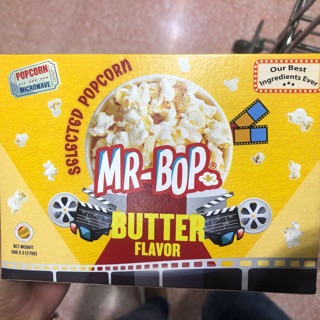 POPCORN
MICROWAVE
Our Best
Ingredients Ever
SELECTED POPCORN
MR-BOP
BUTTER
FLAVOR
NET WEIGHT: